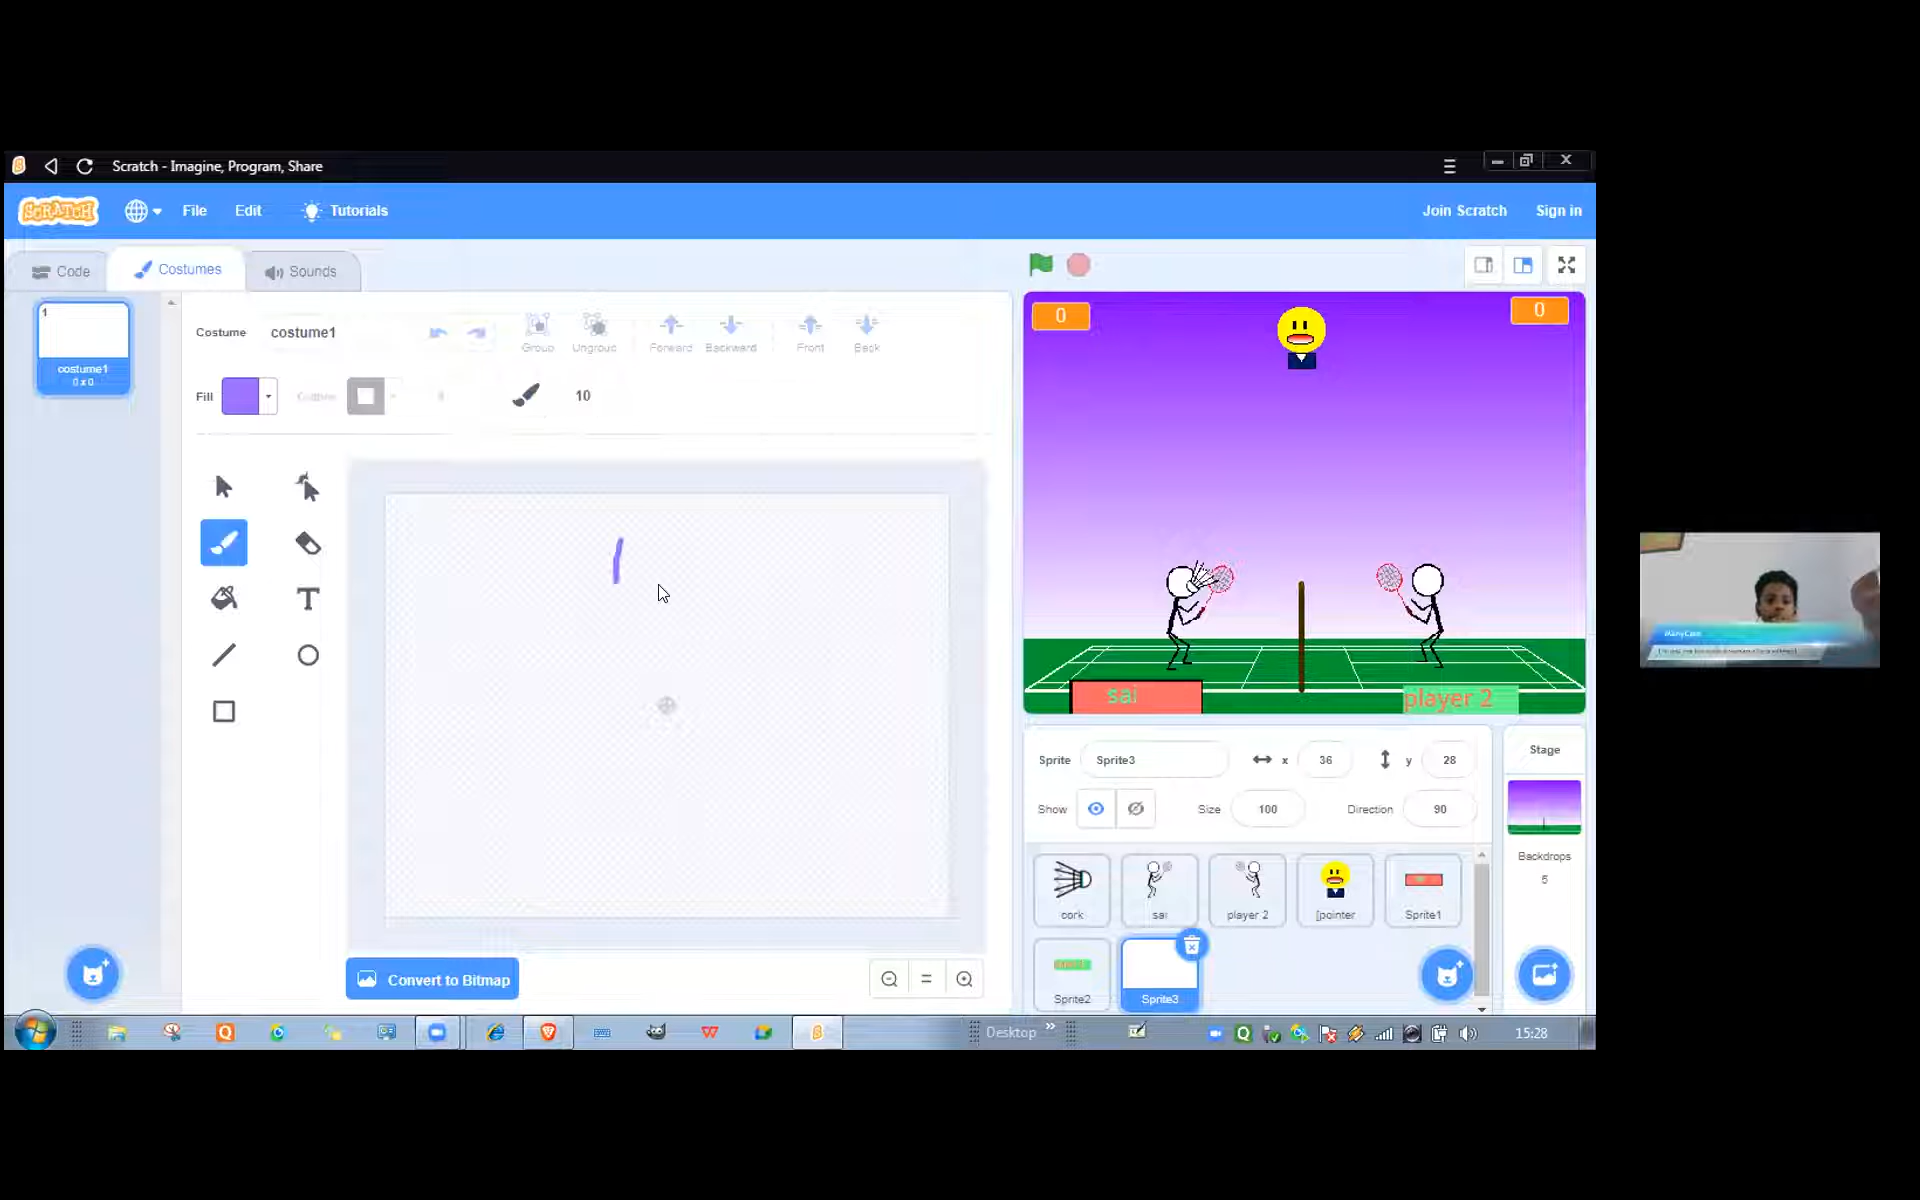 Scratch - Imagine, Program, Share
SCRATCH
File
Edit
Tutorials
Join Scratch
Sign in
Code
Costumes
Sounds
1
costume1
0 x 0
Costume
costume1
Group
Ungroup
Forward
Backward
Front
Back
Fill
Outline
10
Convert to Bitmap
0
0
sai
player 2
Sprite
Sprite3
x
36
y
28
Show
Size
100
Direction
90
cork
sai
player 2
[pointer
Sprite1
Sprite2
Sprite3
Stage
Backdrops
5
Desktop
15:28
ManyCam